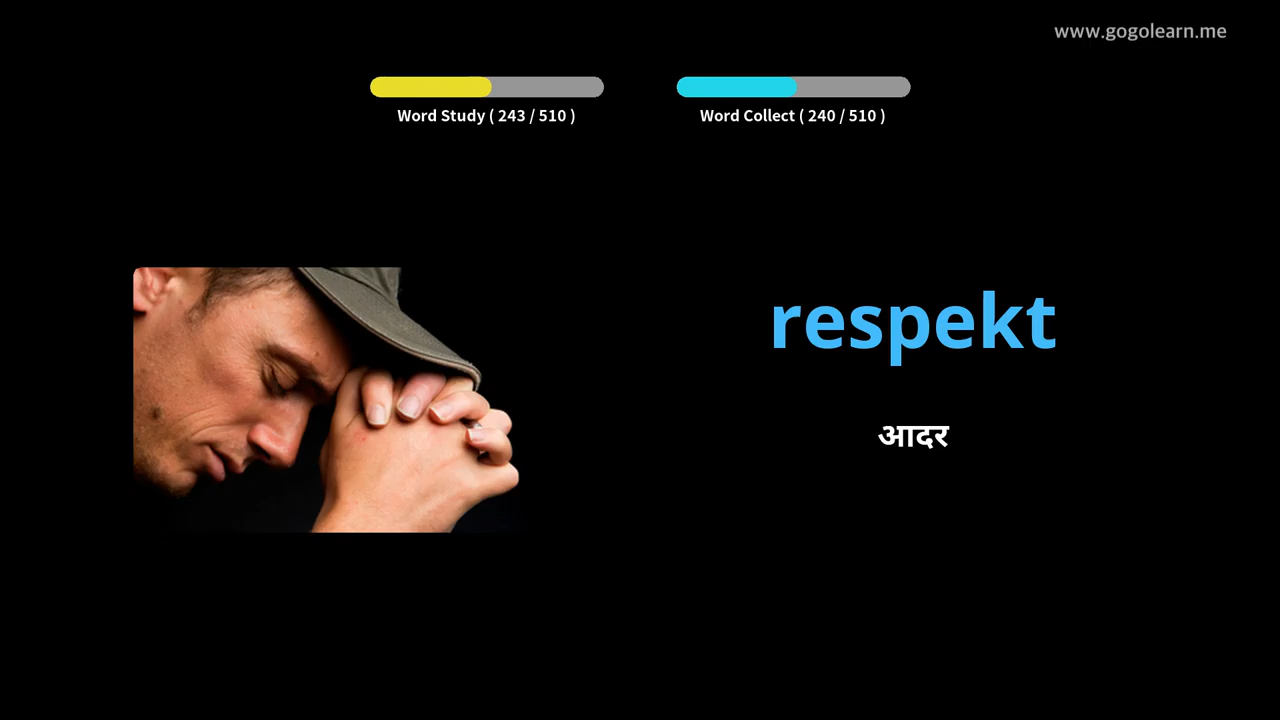 www.gogolearn.me
Word Study ( 243 / 510 )
Word Collect ( 240 / 510 )
respekt
आदर